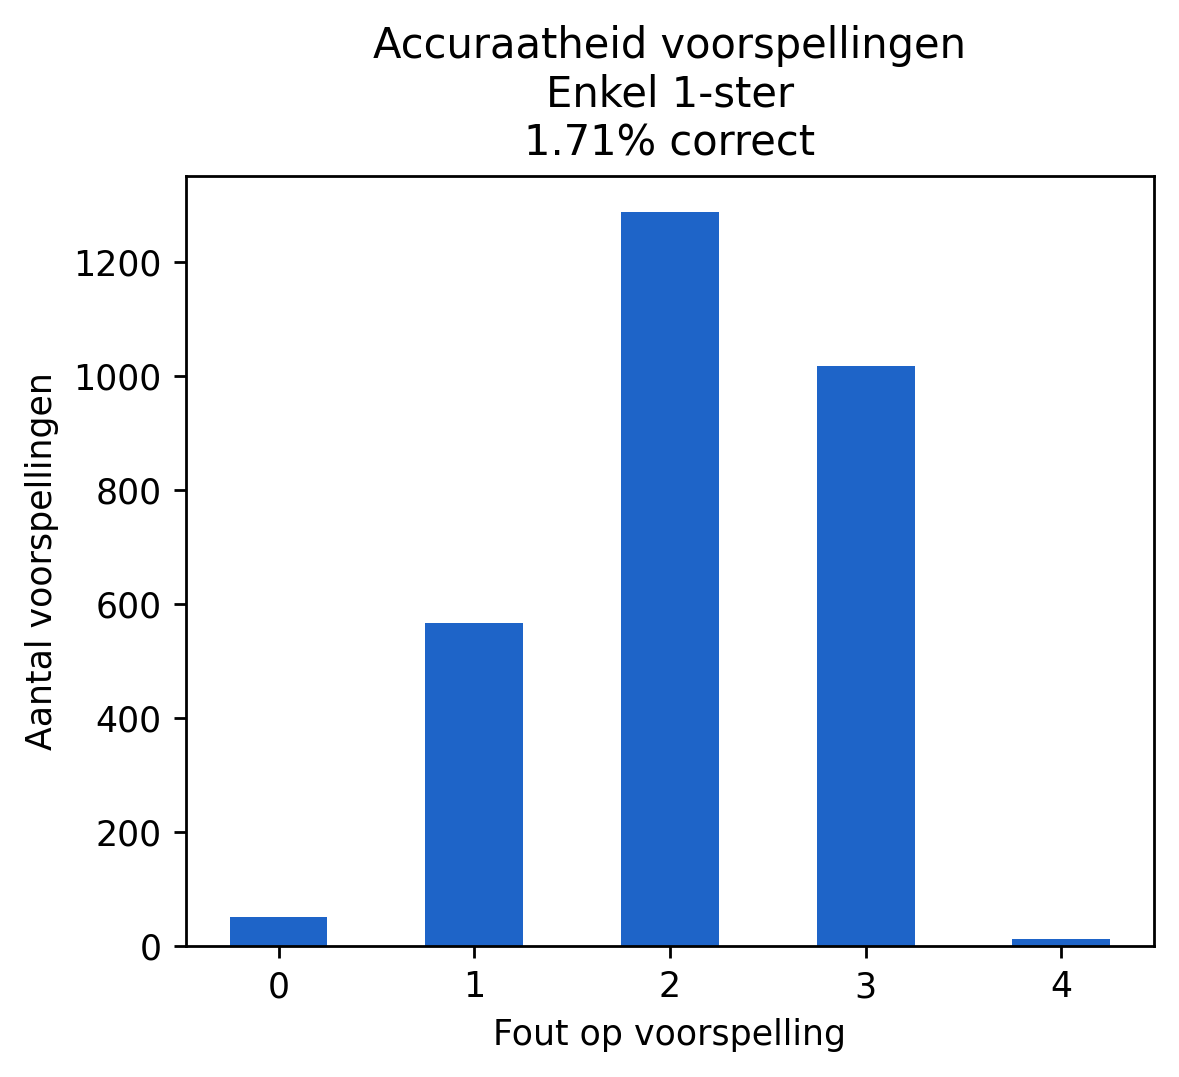 Accuraatheid voorspellingen
Enkel 1-ster
1.71% correct
Aantal voorspellingen
1200
1000
800
600
400
200
0
0 1 2 3 4
Fout op voorspelling